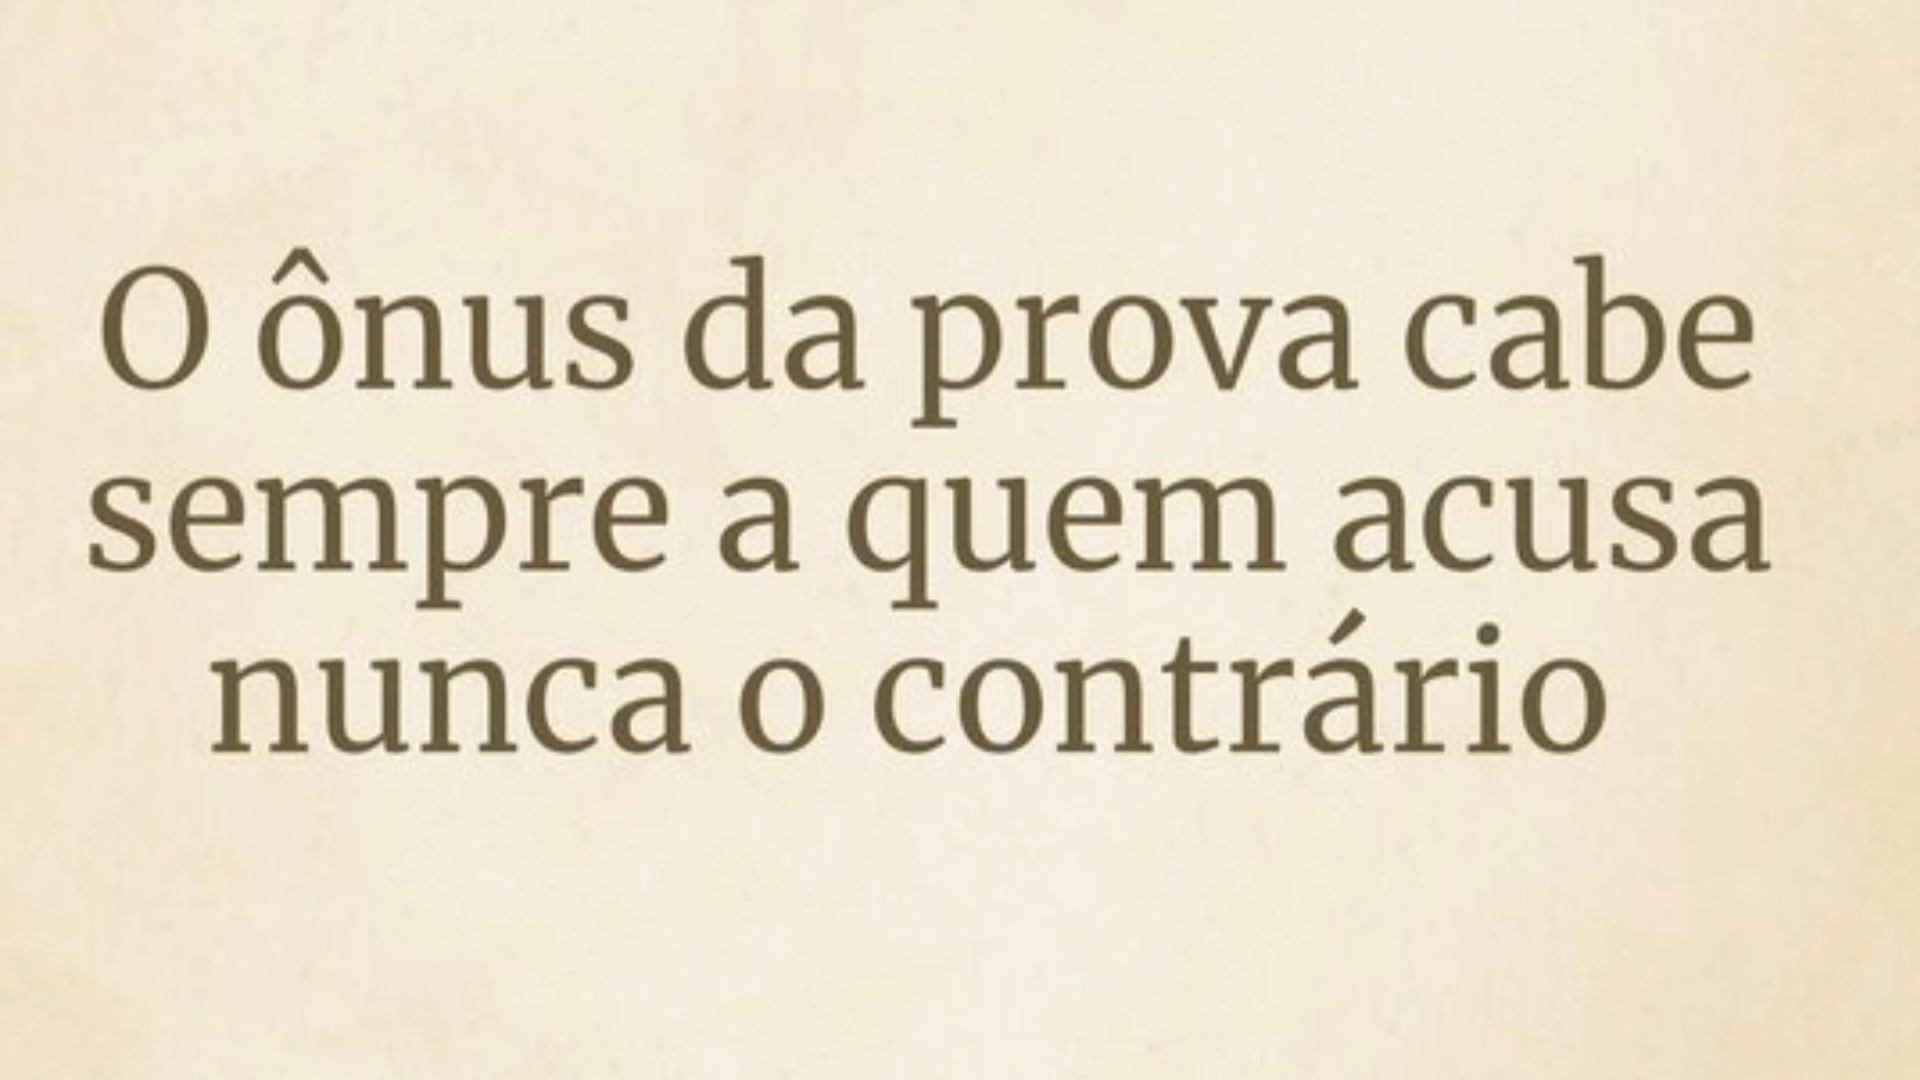 O ônus da prova cabe
sempre a quem acusa
nunca o contrário